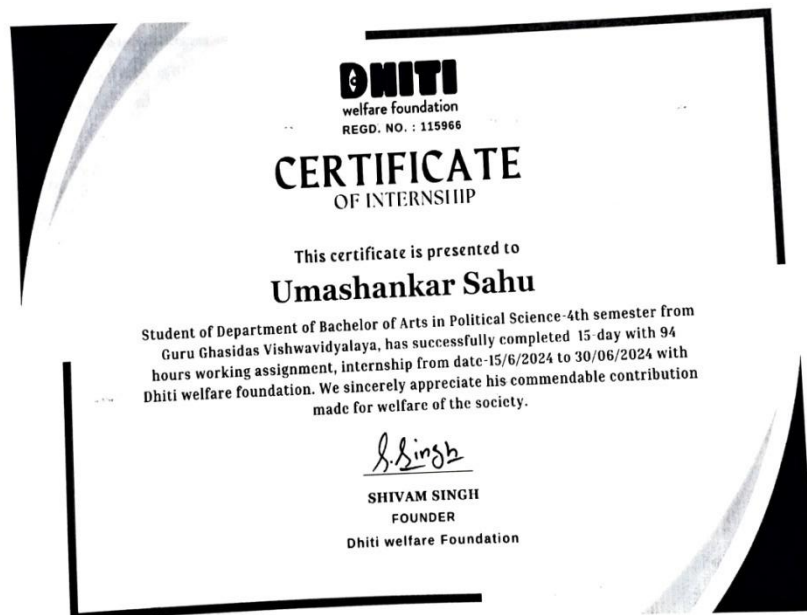 DHITI
welfare foundation
REGD. NO. : 115966
CERTIFICATE
OF INTERNSHIP
This certificate is presented to
Umashankar Sahu
Student of Department of Bachelor of Arts in Political Science-4th semester from
Guru Ghasidas Vishwavidyalaya, has successfully completed 15-day with 94
hours working assignment, internship from date-15/6/2024 to 30/06/2024 with
Dhiti welfare foundation. We sincerely appreciate his commendable contribution
made for welfare of the society.
S.Singh
SHIVAM SINGH
FOUNDER
Dhiti welfare Foundation